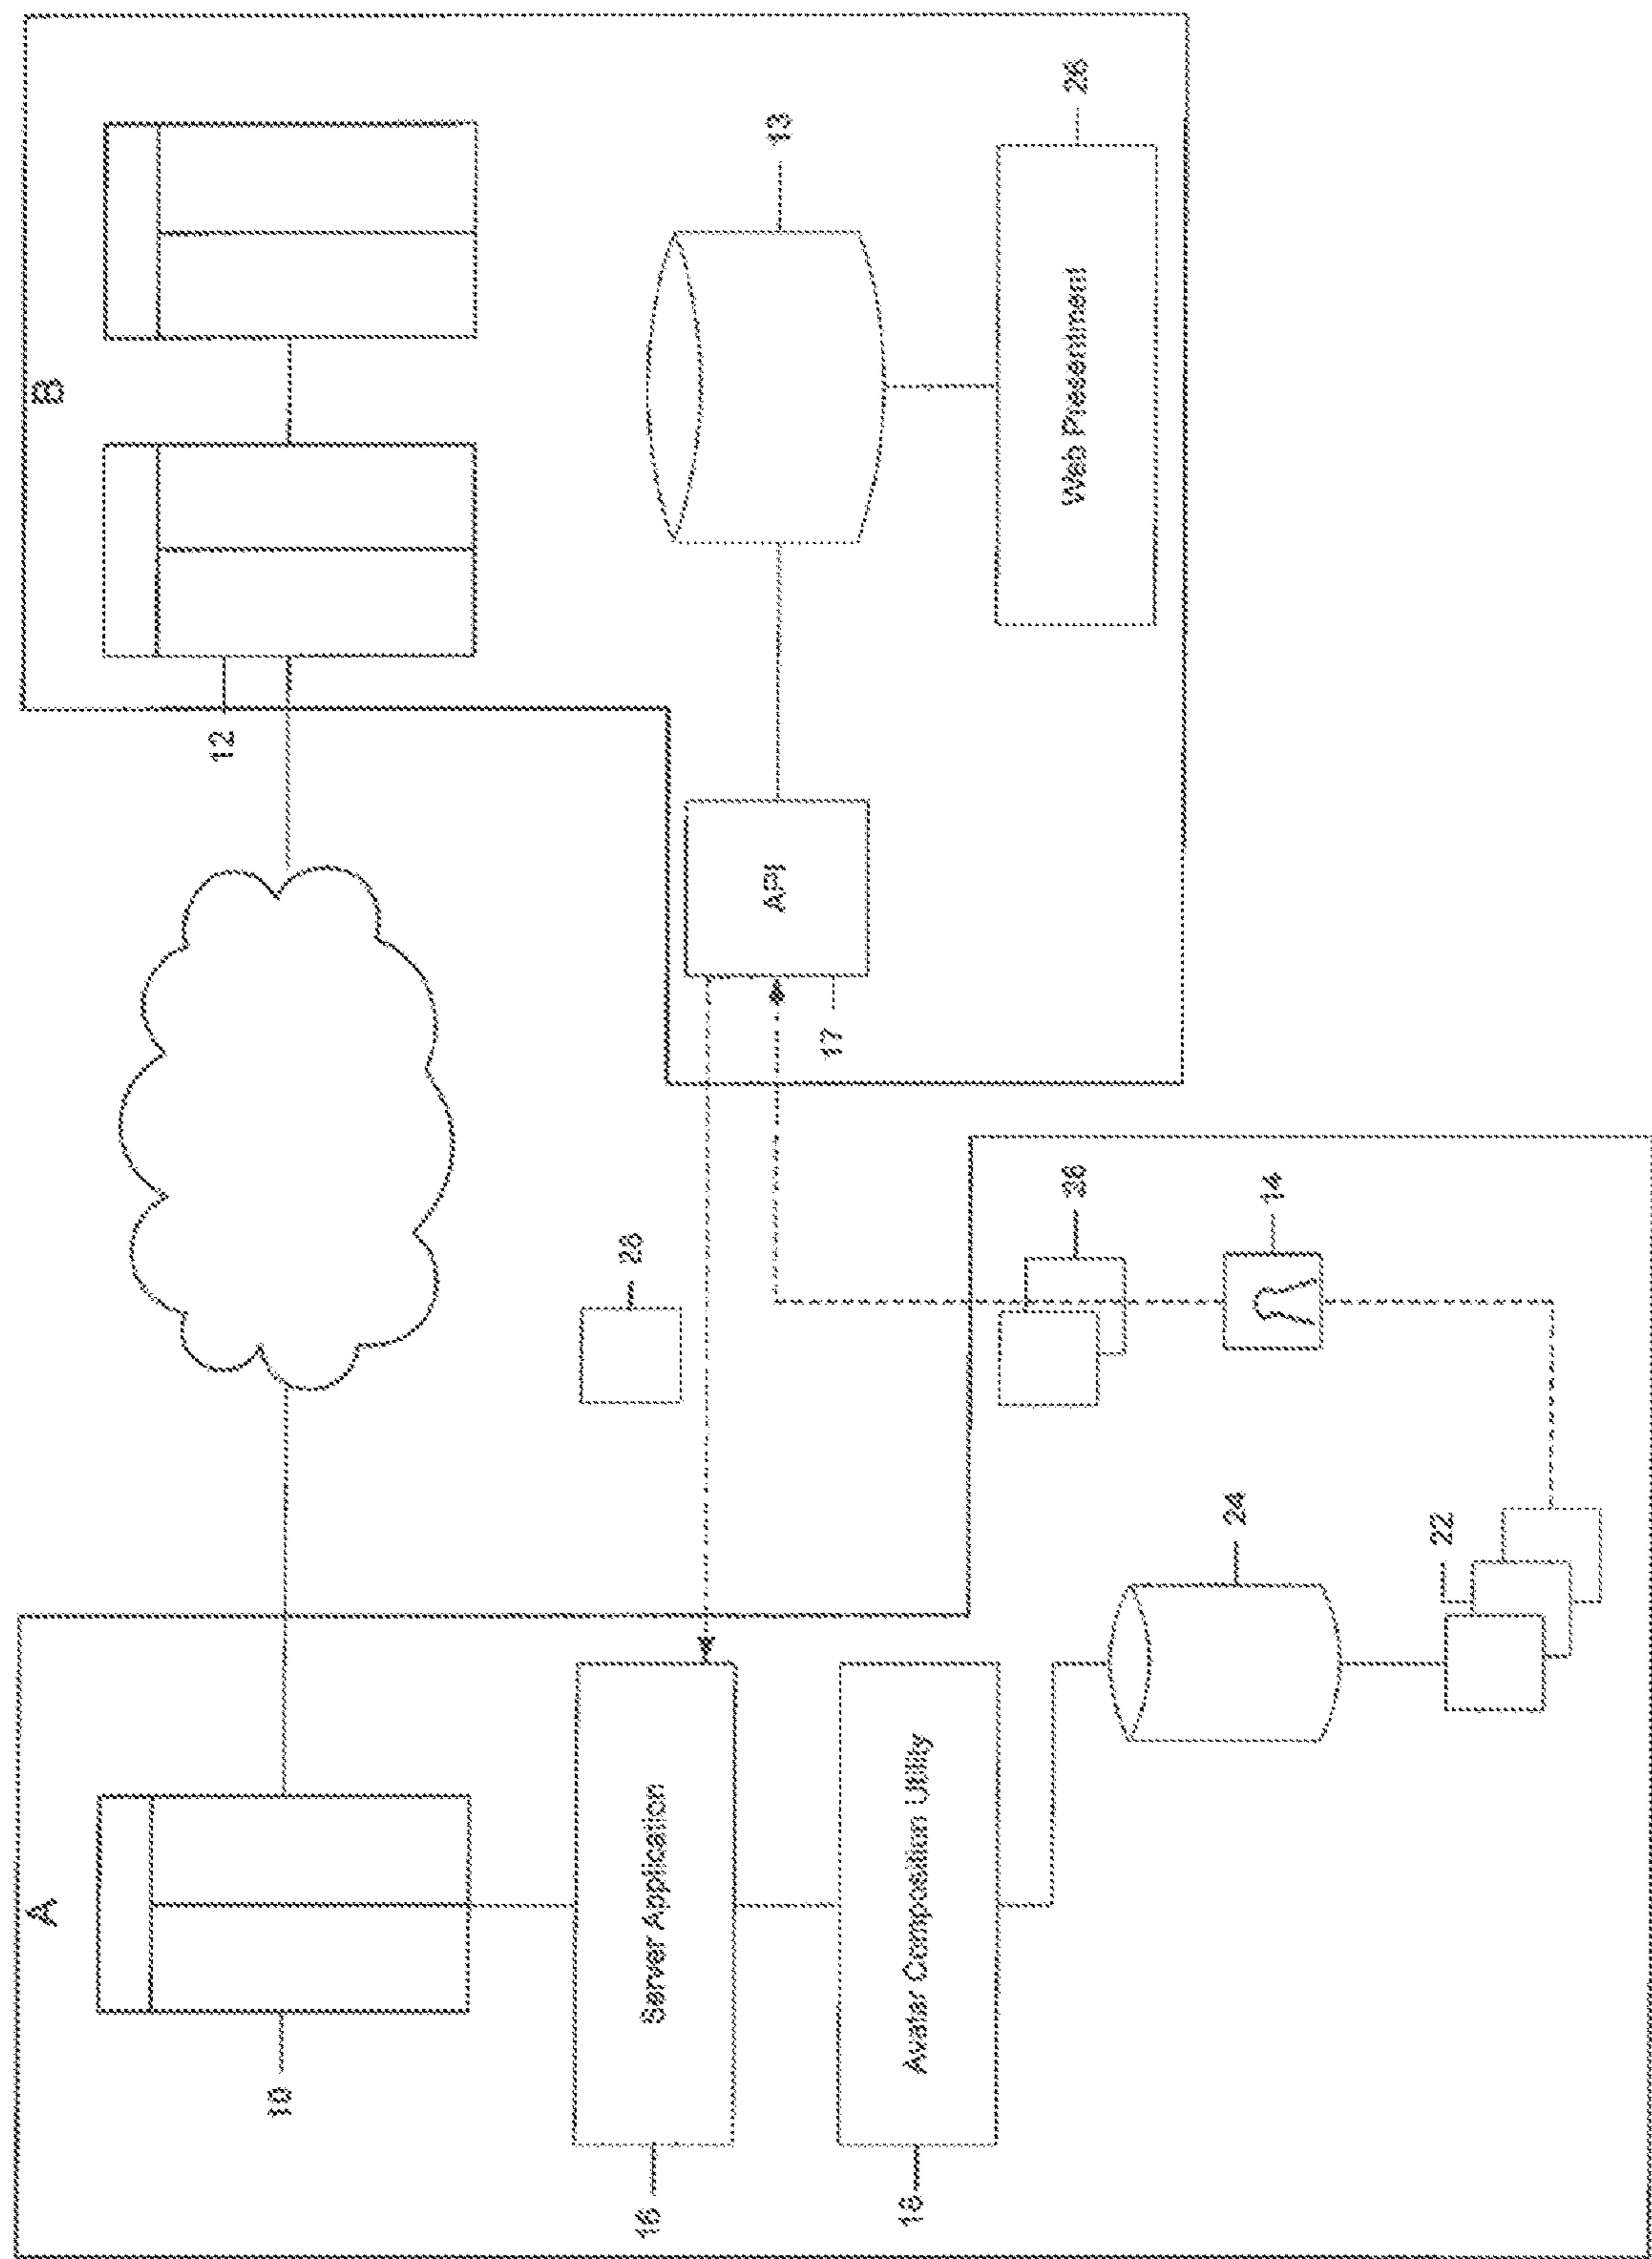 A
B
12
10
28
16
Server Application
API
13
17
18
Avatar Composition Utility
36
Web Presentment
26
24
14
22